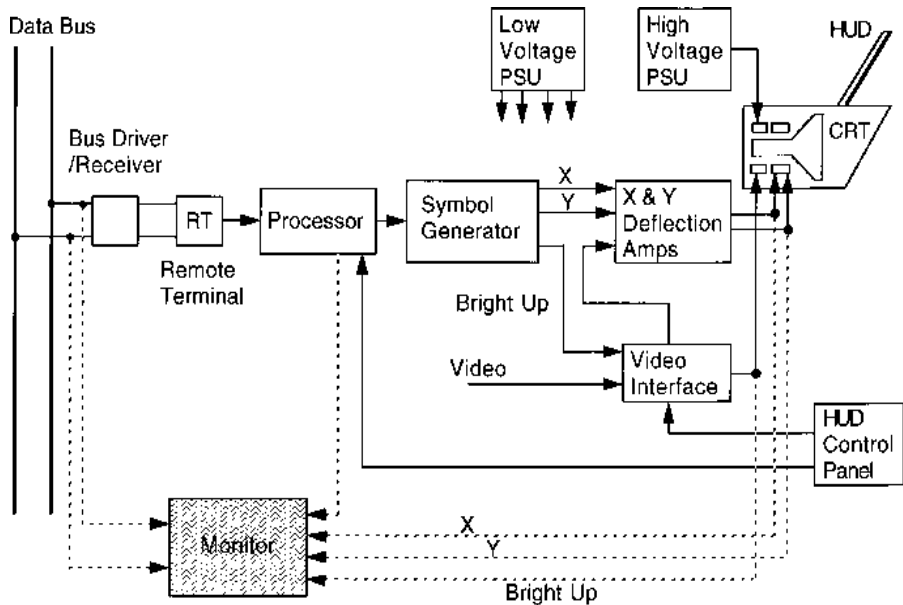 Data Bus
Low
Voltage
PSU
High
Voltage
PSU
HUD
CRT
Bus Driver
/Receiver
RT
Remote
Terminal
Processor
Symbol
Generator
X
Y
X & Y
Deflection
Amps
Bright Up
Video
Video
Interface
HUD
Control
Panel
Monitor
X
Y
Bright Up